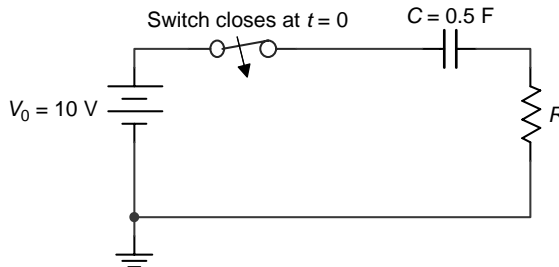 Switch closes at t = 0
C = 0.5 F
V0 = 10 V
R